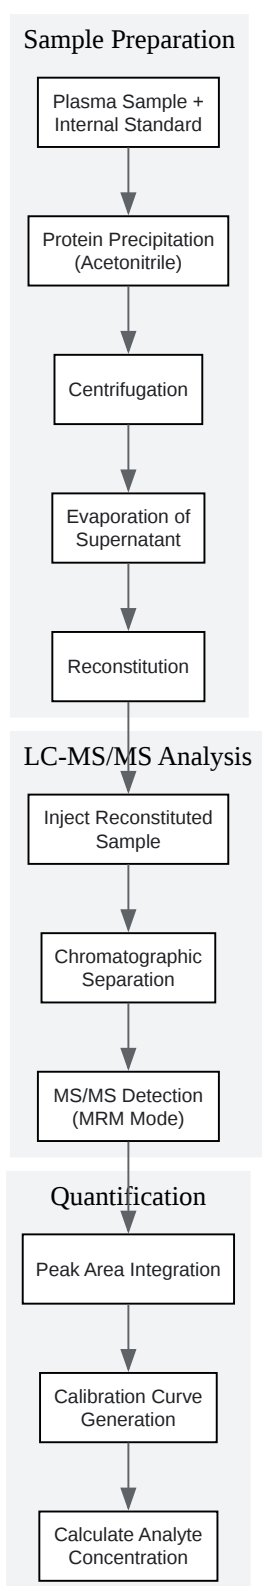 Sample Preparation
Plasma Sample +
Internal Standard
Protein Precipitation
(Acetonitrile)
Centrifugation
Evaporation of
Supernatant
Reconstitution
LC-MS/MS Analysis
Inject Reconstituted
Sample
Chromatographic
Separation
MS/MS Detection
(MRM Mode)
Quantification
Peak Area Integration
Calibration Curve
Generation
Calculate Analyte
Concentration